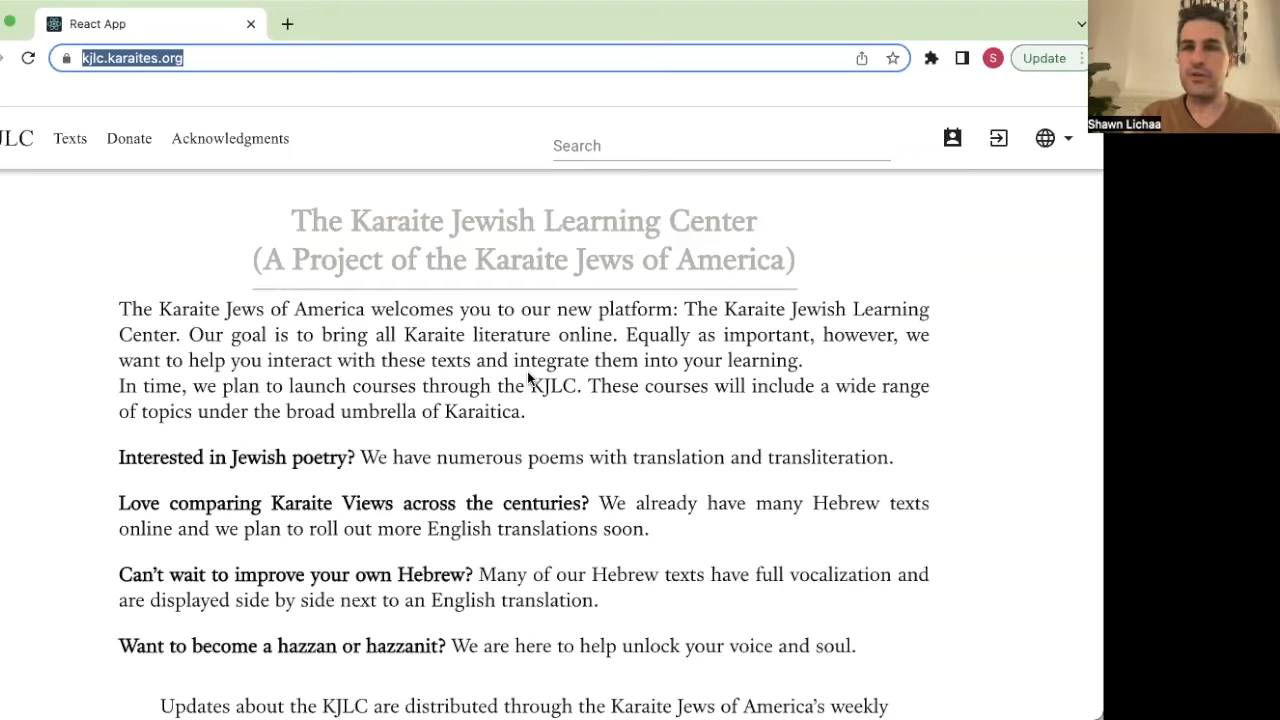 React App
kjlc.karaites.org
S
Update
Shawn Lichaa
JLC Texts Donate Acknowledgments
Search
The Karaite Jewish Learning Center
(A Project of the Karaite Jews of America)
The Karaite Jews of America welcomes you to our new platform: The Karaite Jewish Learning
Center. Our goal is to bring all Karaite literature online. Equally as important, however, we
want to help you interact with these texts and integrate them into your learning.
In time, we plan to launch courses through the KJLC. These courses will include a wide range
of topics under the broad umbrella of Karaitica.
Interested in Jewish poetry? We have numerous poems with translation and transliteration.
Love comparing Karaite Views across the centuries? We already have many Hebrew texts
online and we plan to roll out more English translations soon.
Can't wait to improve your own Hebrew? Many of our Hebrew texts have full vocalization and
are displayed side by side next to an English translation.
Want to become a hazzan or hazzanit? We are here to help unlock your voice and soul.
Updates about the KJLC are distributed through the Karaite Jews of America's weekly